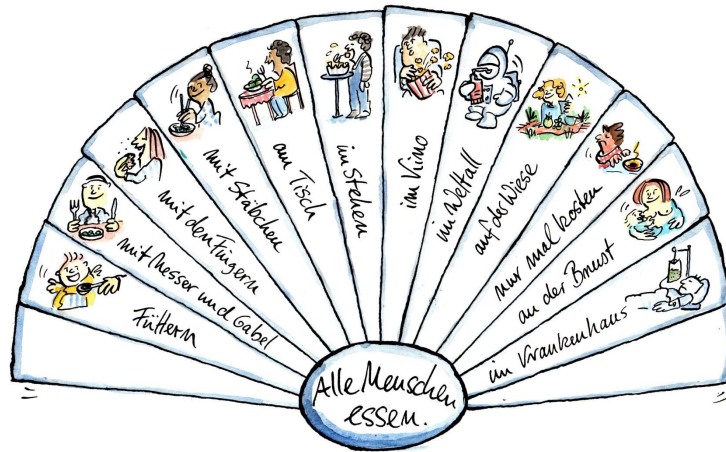 Füttern
mit Messer und Gabel
mit den Fingern
mit Stäbchen
am Tisch
im Stehen
im Kino
im Weltall
auf der Wiese
nur mal kosten
an der Brust
im Krankenhaus
Alle Menschen
essen.